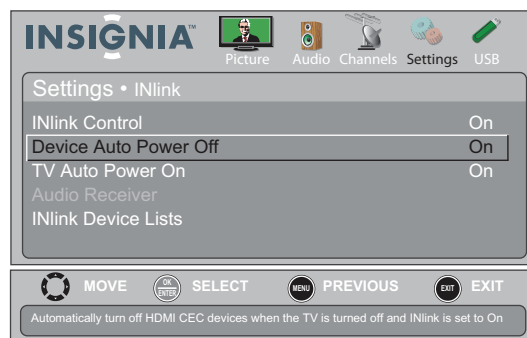 INSIGNIA™
Picture Audio Channels Settings USB
Settings • INlink
INlink Control On
Device Auto Power Off On
TV Auto Power On On
Audio Receiver
INlink Device Lists
MOVE OK ENTER SELECT MENU PREVIOUS EXIT EXIT
Automatically turn off HDMI CEC devices when the TV is turned off and INlink is set to On